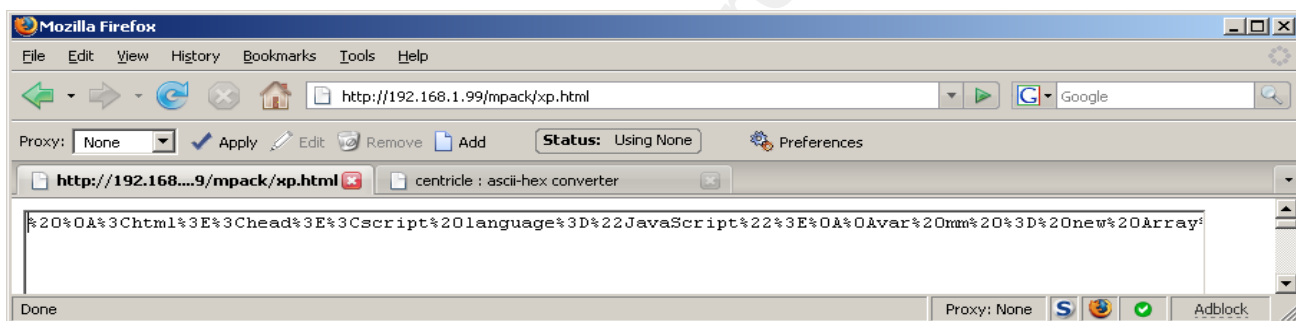 Mozilla Firefox
File Edit View History Bookmarks Tools Help
http://192.168.1.99/mpack/xp.html G Google
Proxy: None Apply Edit Remove Add Status: Using None Preferences
http://192.168....9/mpack/xp.html centricle : ascii-hex converter
%20%0A%3Chtml%3E%3Chead%3E%3Cscript%20language%3D%22JavaScript%22%3E%0A%0Avar%20mm%20%3D%20new%20Array
Done Proxy: None S Adblock